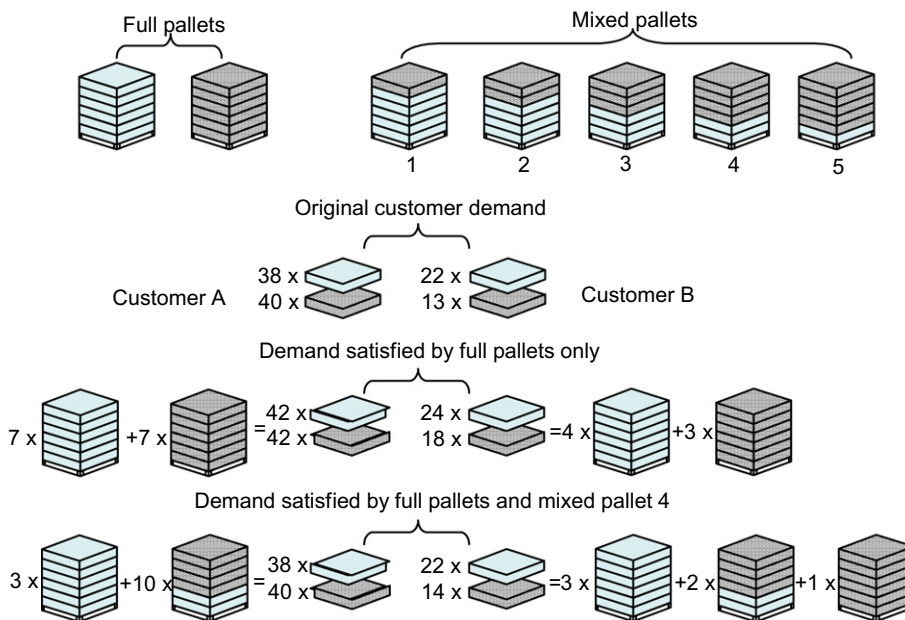 Full pallets
Mixed pallets
1 2 3 4 5
Original customer demand
38 x 22 x
Customer A Customer B
40 x 13 x
Demand satisfied by full pallets only
42 x 24 x
7 x +7 x = 42 x 18 x =4 x +3 x
Demand satisfied by full pallets and mixed pallet 4
38 x 22 x
3 x +10 x = 40 x 14 x =3 x +2 x +1 x